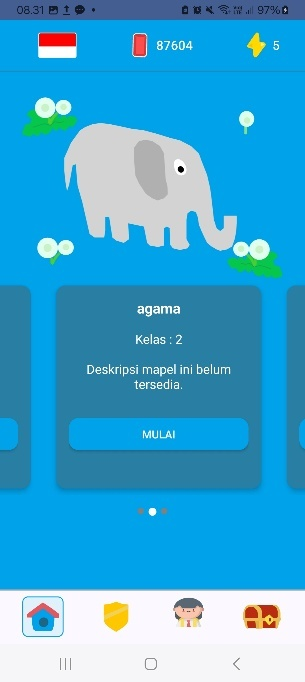 08.31
97%
87604
5
agama
Kelas : 2
Deskripsi mapel ini belum
tersedia.
MULAI